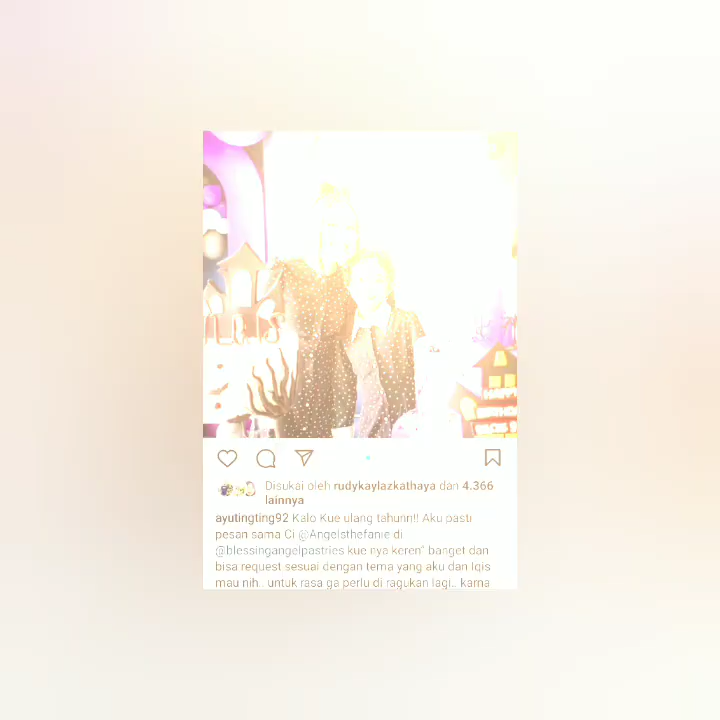 Disukai oleh rudykaylazkathaya dan 4.366
lainnya
ayutingting92 Kalo Kue ulang tahunn!! Aku pasti
pesan sama Ci @Angelsthefanie di
@blessingangelpastries kue nya keren" banget dan
bisa request sesuai dengan tema yang aku dan Iqis
mau nih.. untuk rasa ga perlu di ragukan lagi.. karna